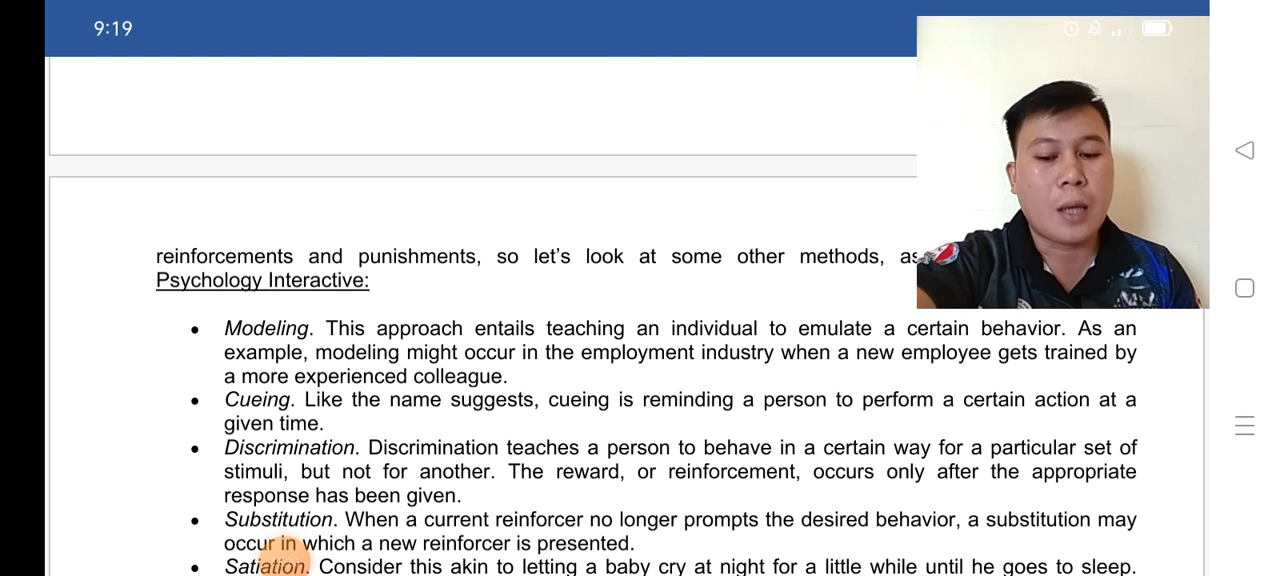 9:19
reinforcements and punishments, so let's look at some other methods, as
Psychology Interactive:
• Modeling. This approach entails teaching an individual to emulate a certain behavior. As an
example, modeling might occur in the employment industry when a new employee gets trained by
a more experienced colleague.
• Cueing. Like the name suggests, cueing is reminding a person to perform a certain action at a
given time.
• Discrimination. Discrimination teaches a person to behave in a certain way for a particular set of
stimuli, but not for another. The reward, or reinforcement, occurs only after the appropriate
response has been given.
• Substitution. When a current reinforcer no longer prompts the desired behavior, a substitution may
occur in which a new reinforcer is presented.
• Satiation. Consider this akin to letting a baby cry at night for a little while until he goes to sleep.